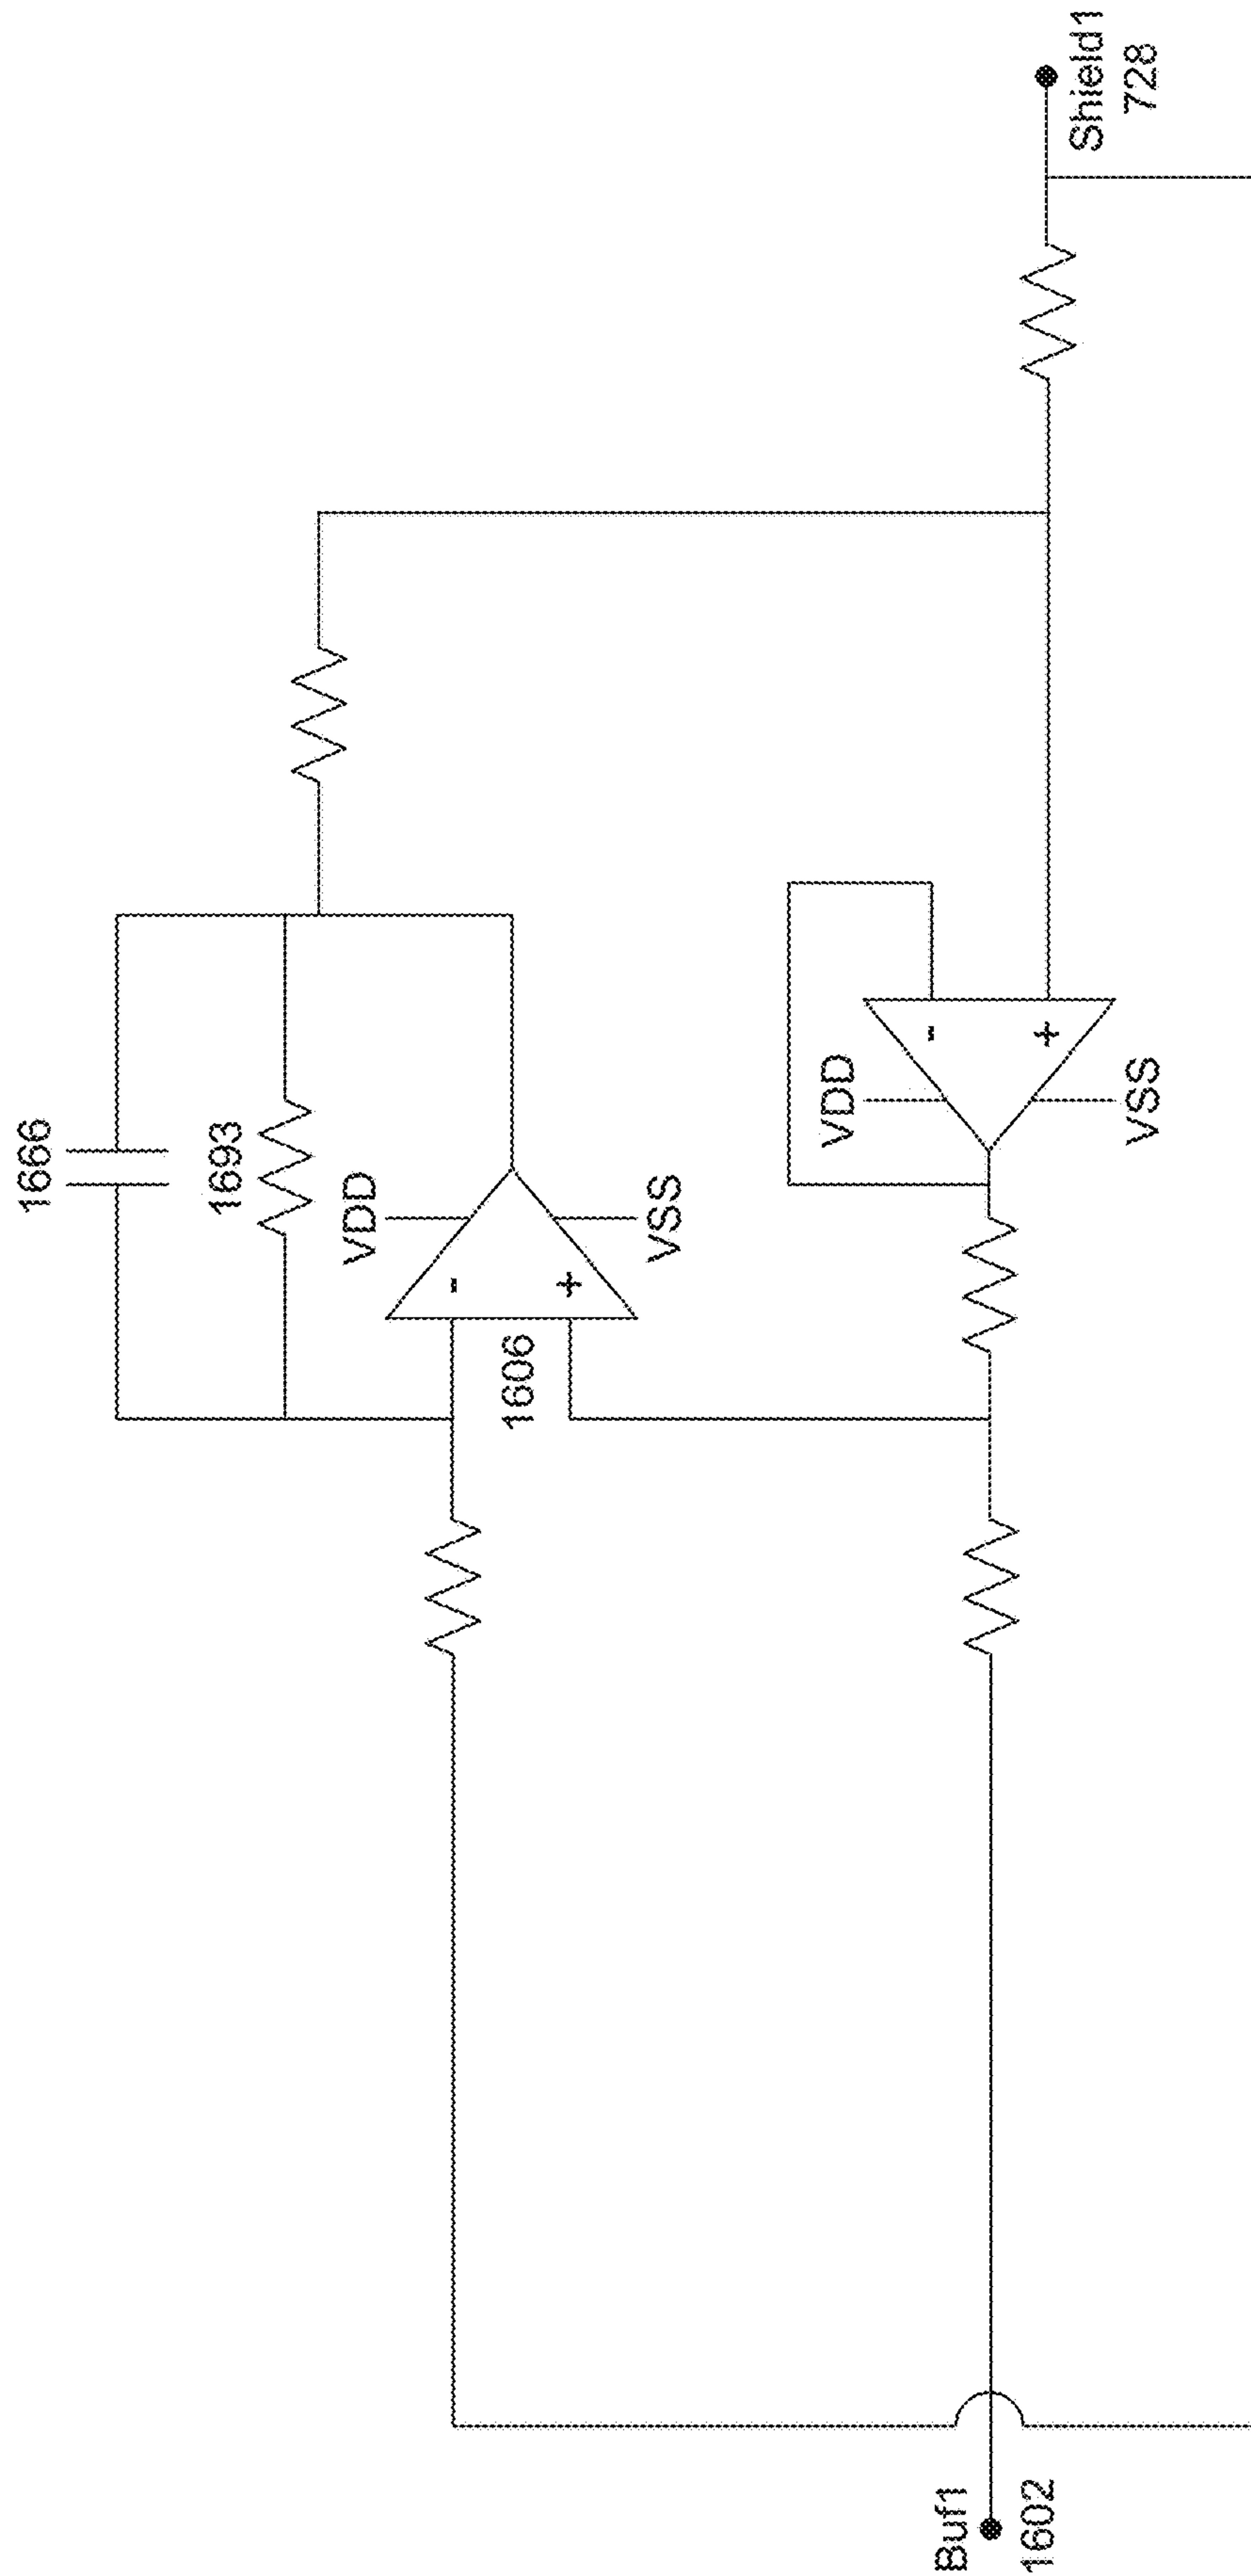 1666
1693
VDD
-
+
1606
VSS
VDD
-
+
VSS
Buf1
1602
Shield1
728